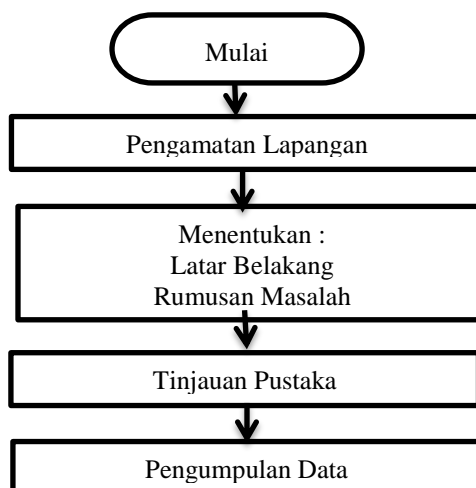 Mulai
Pengamatan Lapangan
Menentukan :
Latar Belakang
Rumusan Masalah
Tinjauan Pustaka
Pengumpulan Data